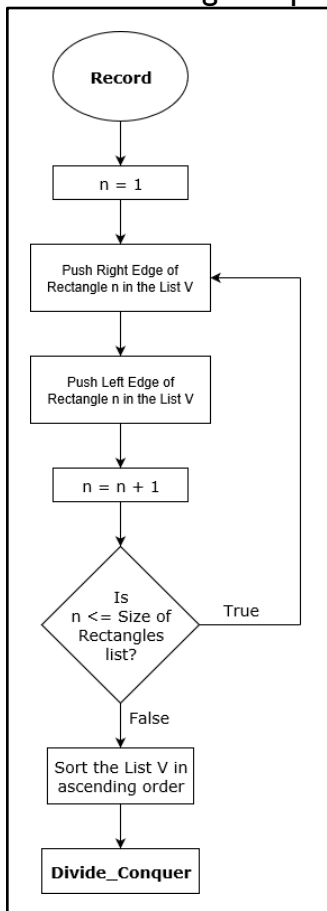 Record
n = 1
Push Right Edge of
Rectangle n in the List V
Push Left Edge of
Rectangle n in the List V
n = n + 1
Is
n <= Size of
Rectangles
list?
True
False
Sort the List V in
ascending order
Divide_Conquer